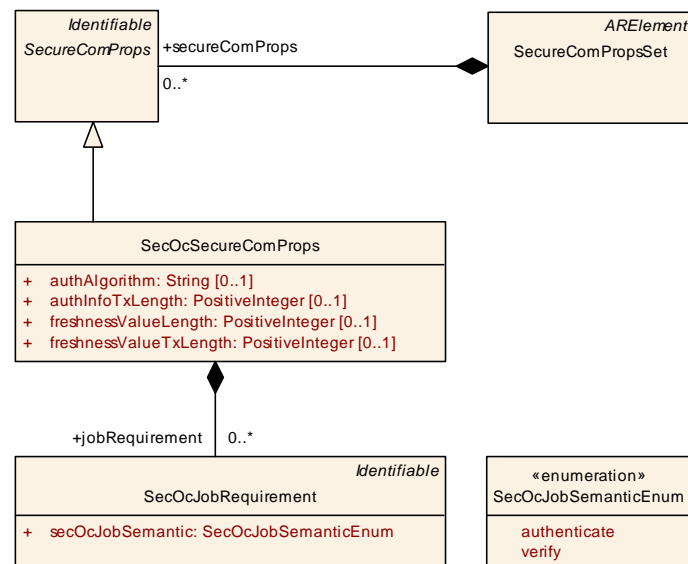 Identifiable
SecureComProps
+secureComProps
0..*
ARElement
SecureComPropsSet
SecOcSecureComProps
+ authAlgorithm: String [0..1]
+ authInfoTxLength: PositiveInteger [0..1]
+ freshnessValueLength: PositiveInteger [0..1]
+ freshnessValueTxLength: PositiveInteger [0..1]
+jobRequirement 0..*
Identifiable
SecOcJobRequirement
+ secOcJobSemantic: SecOcJobSemanticEnum
«enumeration»
SecOcJobSemanticEnum
authenticate
verify